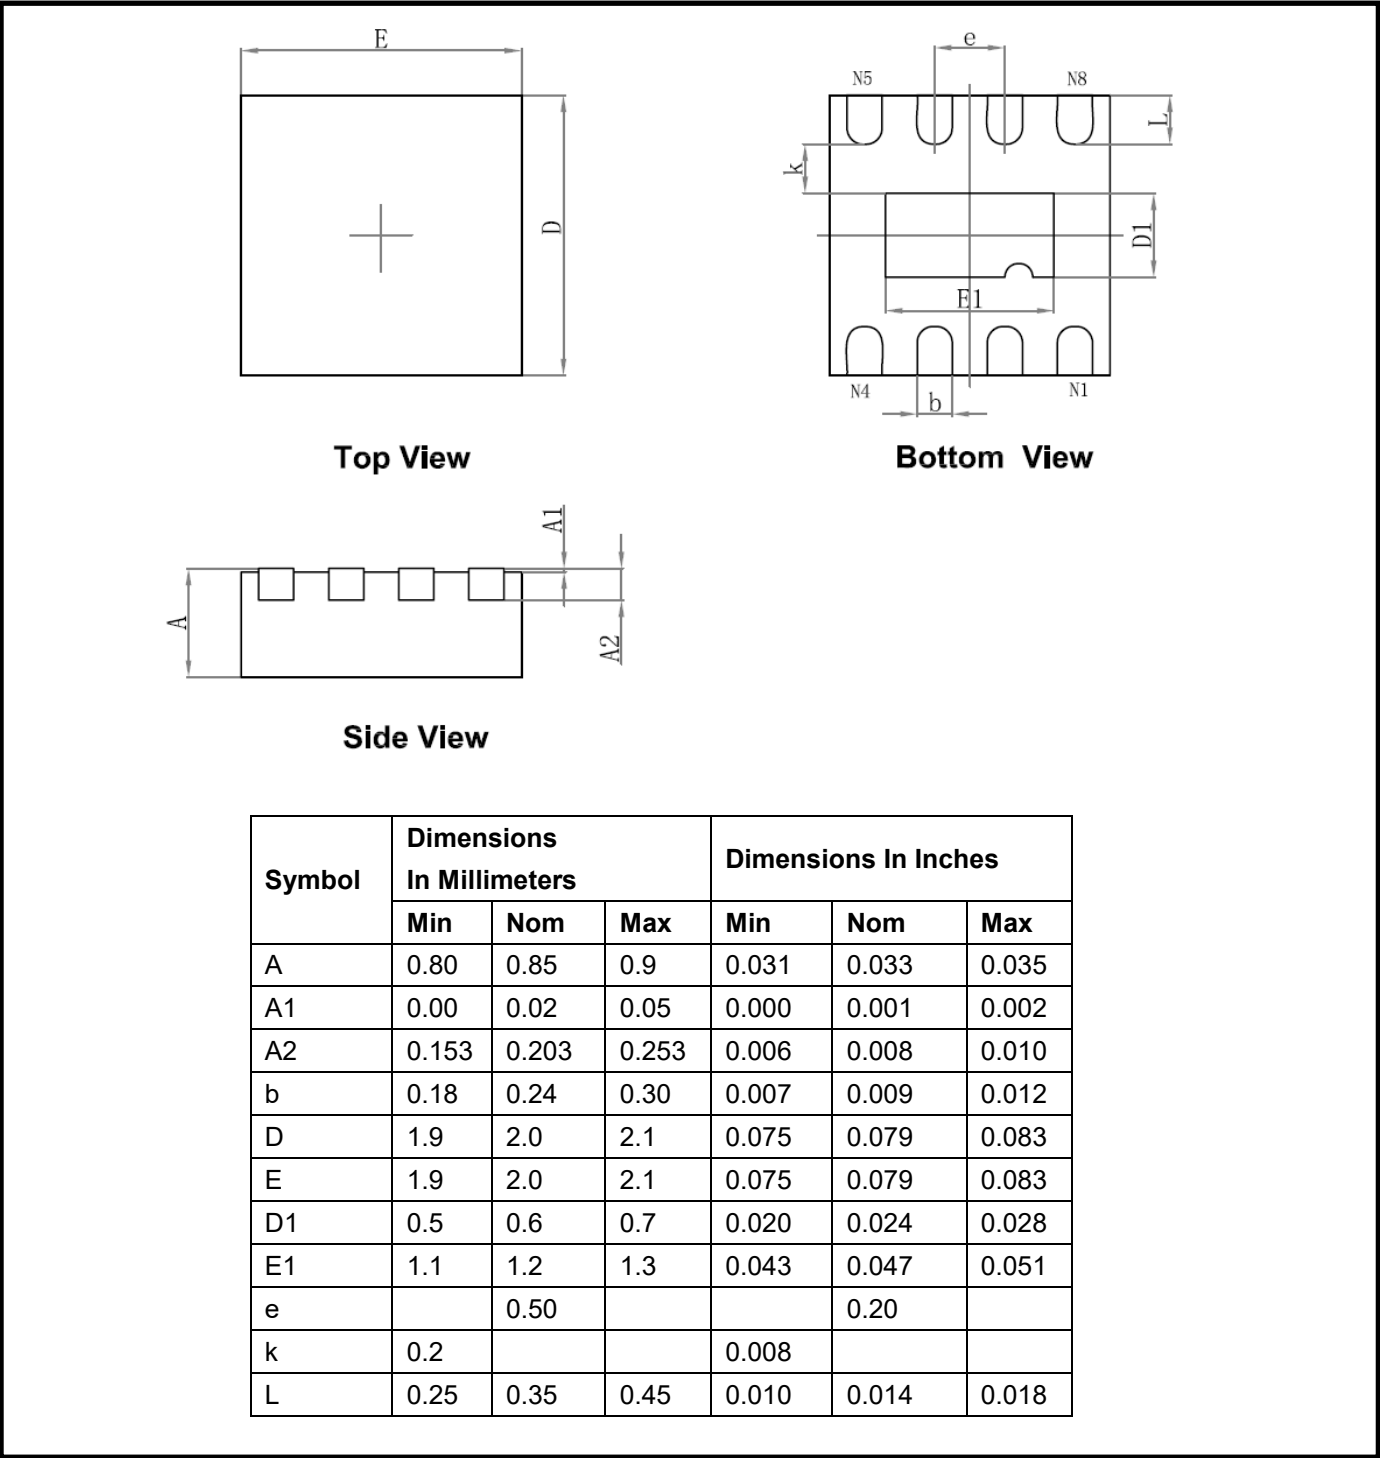 E
D
Top View
e
N5 N8
L
k
D1
E1
N4 N1
b
Bottom View
A1
A
A2
Side View
Symbol Dimensions In Millimeters Dimensions In Inches
Min Nom Max Min Nom Max
A 0.80 0.85 0.9 0.031 0.033 0.035
A1 0.00 0.02 0.05 0.000 0.001 0.002
A2 0.153 0.203 0.253 0.006 0.008 0.010
b 0.18 0.24 0.30 0.007 0.009 0.012
D 1.9 2.0 2.1 0.075 0.079 0.083
E 1.9 2.0 2.1 0.075 0.079 0.083
D1 0.5 0.6 0.7 0.020 0.024 0.028
E1 1.1 1.2 1.3 0.043 0.047 0.051
e 0.50 0.20
k 0.2 0.008
L 0.25 0.35 0.45 0.010 0.014 0.018